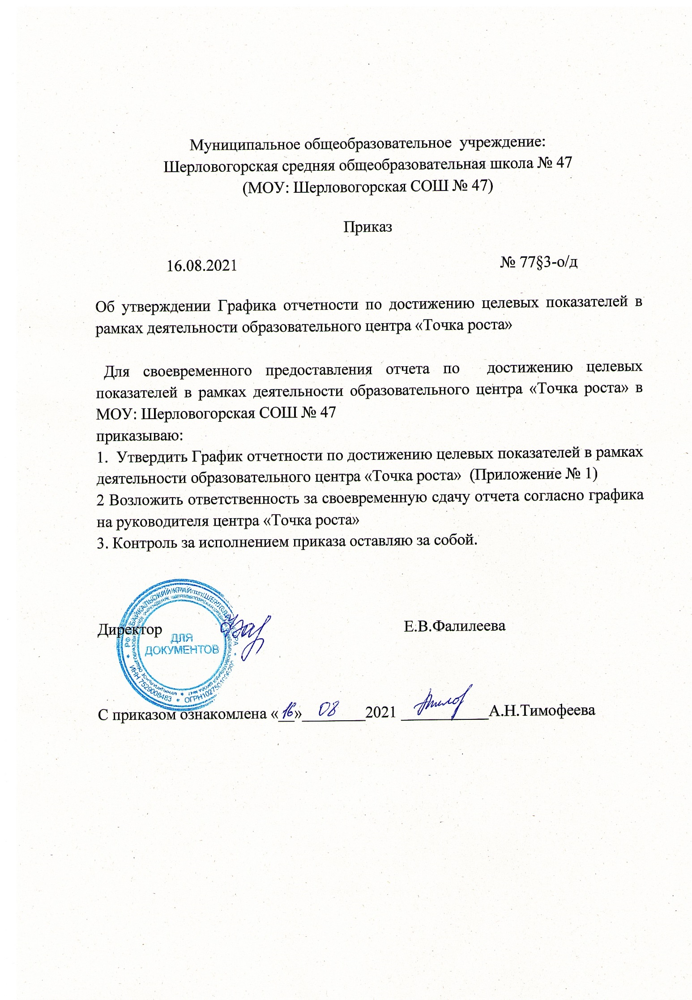 Муниципальное общеобразовательное учреждение:
Шерловогорская средняя общеобразовательная школа № 47
(МОУ: Шерловогорская СОШ № 47)
Приказ
16.08.2021 № 77§3-о/д
Об утверждении Графика отчетности по достижению целевых показателей в
рамках деятельности образовательного центра «Точка роста»
Для своевременного предоставления отчета по достижению целевых
показателей в рамках деятельности образовательного центра «Точка роста» в
МОУ: Шерловогорская СОШ № 47
приказываю:
1. Утвердить График отчетности по достижению целевых показателей в рамках
деятельности образовательного центра «Точка роста» (Приложение № 1)
2 Возложить ответственность за своевременную сдачу отчета согласно графика
на руководителя центра «Точка роста»
3. Контроль за исполнением приказа оставляю за собой.
Директор Е.В.Фалилеева
ДЛЯ
ДОКУМЕНТОВ
ИНН 7529008483
С приказом ознакомлена «16» 08 2021 А.Н.Тимофеева